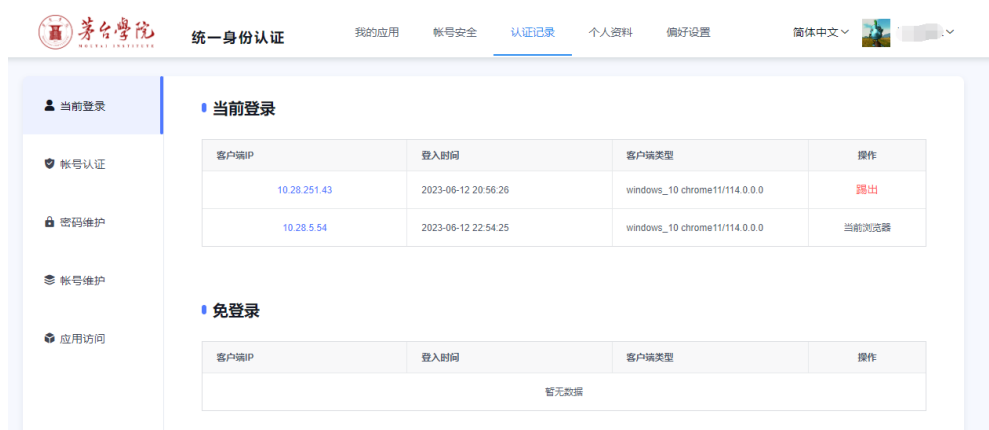 茅台學院
MOUTAI INSTITUTE
统一身份认证
我的应用 帐号安全 认证记录 个人资料 偏好设置
简体中文
当前登录
帐号认证
密码维护
帐号维护
应用访问
当前登录
客户端IP 登入时间 客户端类型 操作
10.28.251.43 2023-06-12 20:56:26 windows_10 chrome11/114.0.0.0 踢出
10.28.5.54 2023-06-12 22:54:25 windows_10 chrome11/114.0.0.0 当前浏览器
免登录
客户端IP 登入时间 客户端类型 操作
暂无数据